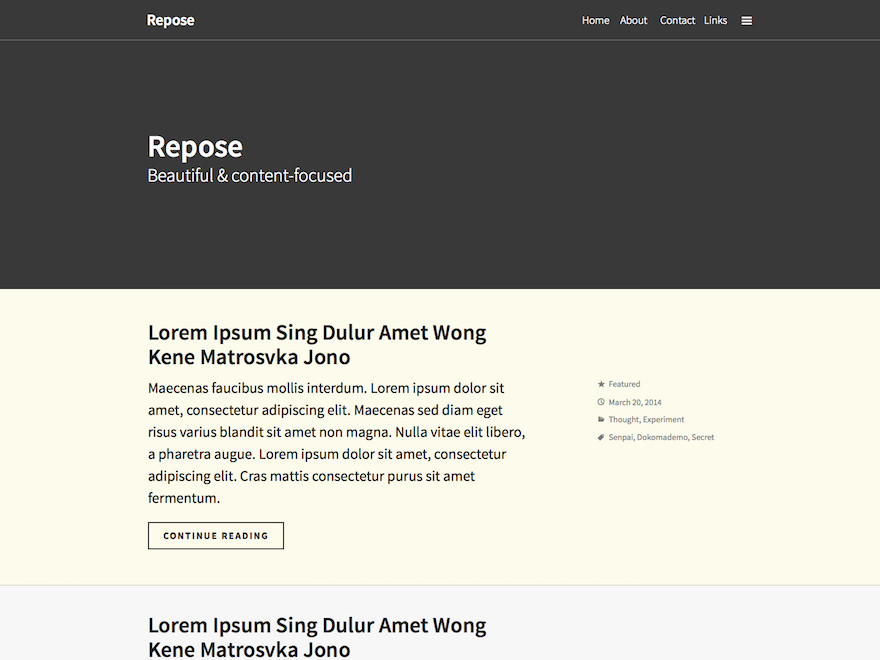 Repose
Home About Contact Links
Repose
Beautiful & content-focused
Lorem Ipsum Sing Dulur Amet Wong
Kene Matrosvka Jono
Maecenas faucibus mollis interdum. Lorem ipsum dolor sit
amet, consectetur adipiscing elit. Maecenas sed diam eget
risus varius blandit sit amet non magna. Nulla vitae elit libero,
a pharetra augue. Lorem ipsum dolor sit amet, consectetur
adipiscing elit. Cras mattis consectetur purus sit amet
fermentum.
CONTINUE READING
Featured
March 20, 2014
Thought, Experiment
Senpai, Dokomademo, Secret
Lorem Ipsum Sing Dulur Amet Wong
Kene Matrosvka Jono